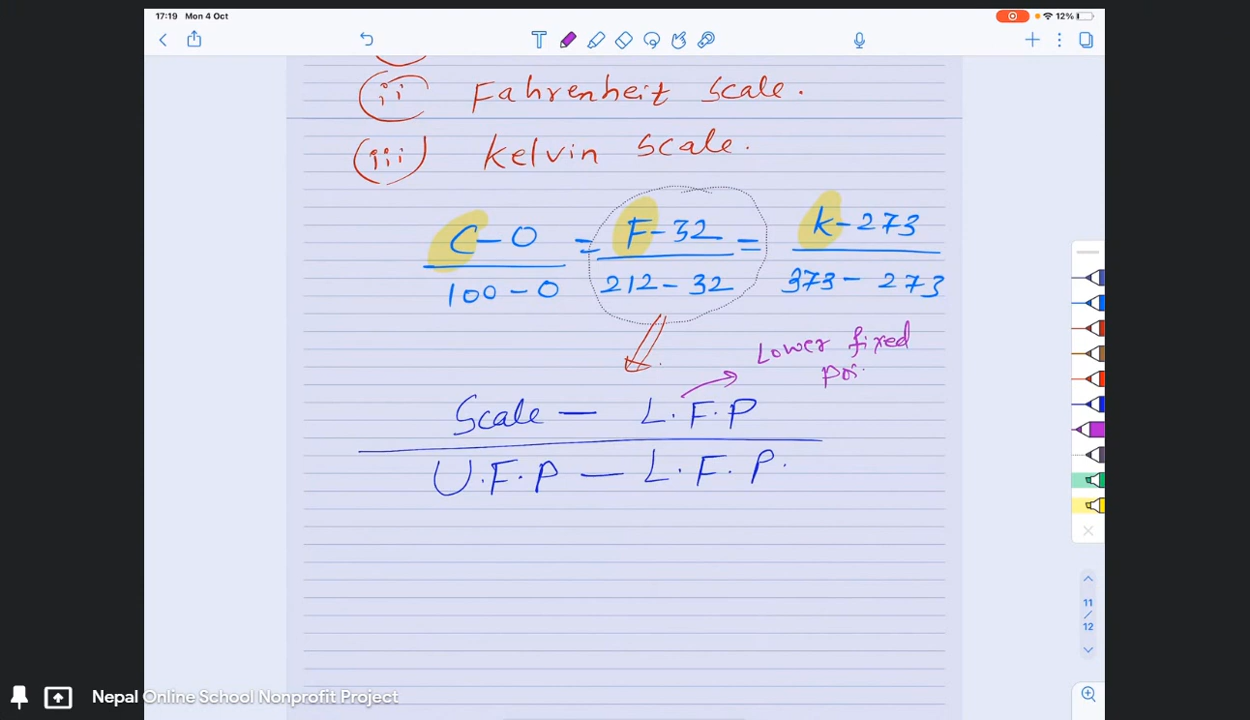 17:19 Mon 4 Oct
12%
T
(ii) Fahrenheit Scale.
(iii) Kelvin Scale.
C-0 = F-32 = K-273
100-0 212-32 373-273
Lower fixed
poi
Scale — L.F.P
U.F.P — L.F.P.
11
/
12
Nepal Online School Nonprofit Project